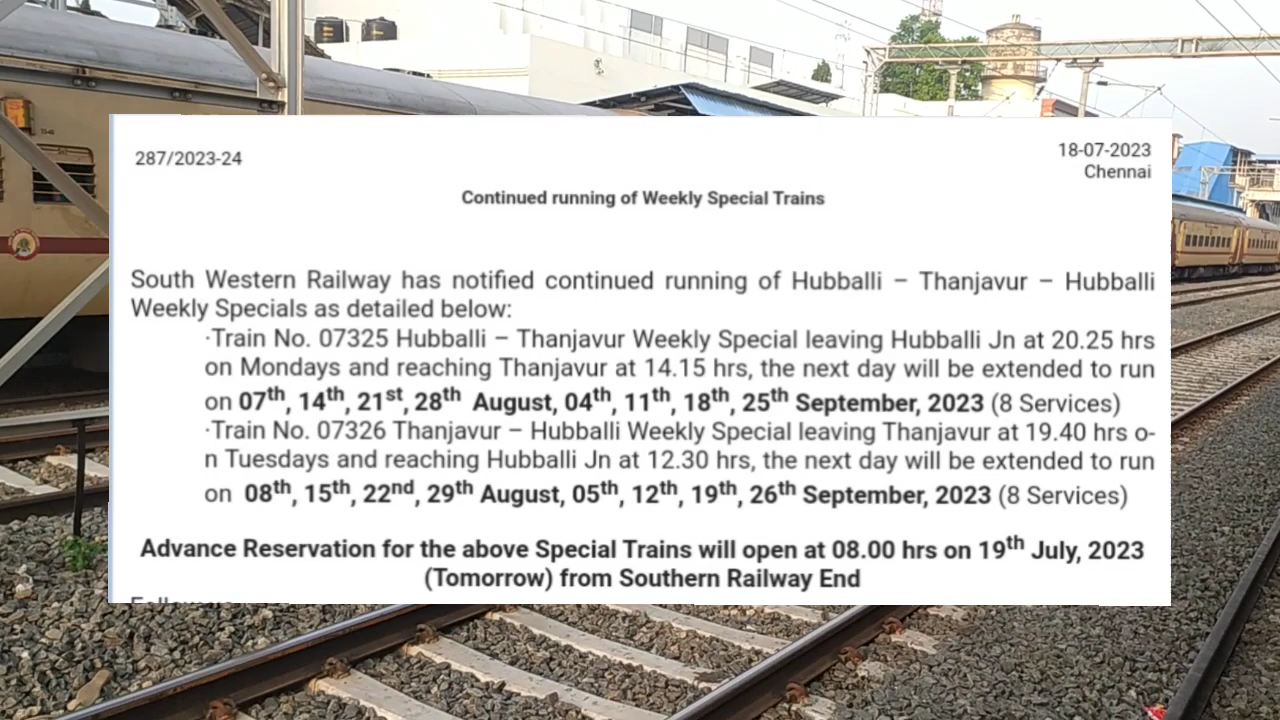 287/2023-24
18-07-2023
Chennai
Continued running of Weekly Special Trains
South Western Railway has notified continued running of Hubballi – Thanjavur – Hubballi
Weekly Specials as detailed below:
·Train No. 07325 Hubballi – Thanjavur Weekly Special leaving Hubballi Jn at 20.25 hrs
on Mondays and reaching Thanjavur at 14.15 hrs, the next day will be extended to run
on 07th, 14th, 21st, 28th August, 04th, 11th, 18th, 25th September, 2023 (8 Services)
·Train No. 07326 Thanjavur – Hubballi Weekly Special leaving Thanjavur at 19.40 hrs o-
n Tuesdays and reaching Hubballi Jn at 12.30 hrs, the next day will be extended to run
on 08th, 15th, 22nd, 29th August, 05th, 12th, 19th, 26th September, 2023 (8 Services)
Advance Reservation for the above Special Trains will open at 08.00 hrs on 19th July, 2023
(Tomorrow) from Southern Railway End